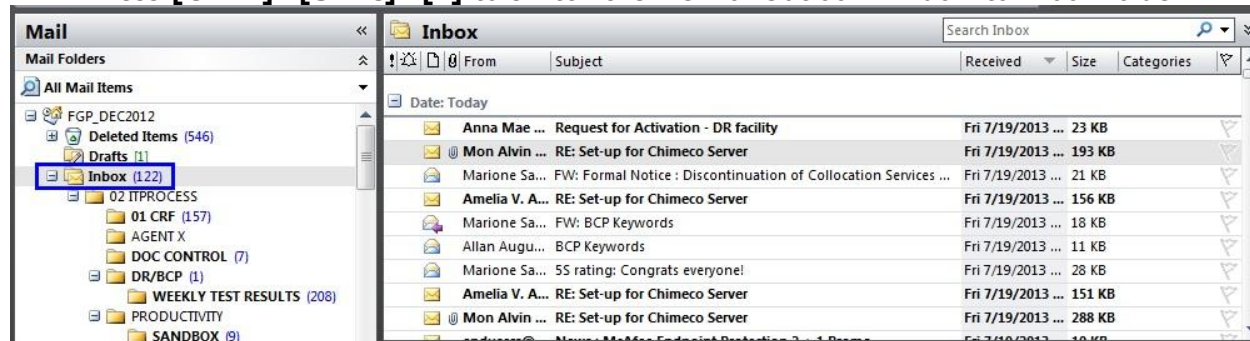 Mail «
Mail Folders
All Mail Items
FGP_DEC2012
Deleted Items (546)
Drafts [1]
Inbox (122)
02 ITPROCESS
01 CRF (157)
AGENT X
DOC CONTROL (7)
DR/BCP (1)
WEEKLY TEST RESULTS (208)
PRODUCTIVITY
SANDBOX (9)
Inbox Search Inbox
! From Subject Received Size Categories
Date: Today
Anna Mae ... Request for Activation - DR facility Fri 7/19/2013 ... 23 KB
Mon Alvin ... RE: Set-up for Chimeco Server Fri 7/19/2013 ... 193 KB
Marione Sa... FW: Formal Notice : Discontinuation of Collocation Services ... Fri 7/19/2013 ... 21 KB
Amelia V. A... RE: Set-up for Chimeco Server Fri 7/19/2013 ... 156 KB
Marione Sa... FW: BCP Keywords Fri 7/19/2013 ... 18 KB
Allan Augu... BCP Keywords Fri 7/19/2013 ... 11 KB
Marione Sa... 5S rating: Congrats everyone! Fri 7/19/2013 ... 28 KB
Amelia V. A... RE: Set-up for Chimeco Server Fri 7/19/2013 ... 151 KB
Mon Alvin ... RE: Set-up for Chimeco Server Fri 7/19/2013 ... 288 KB